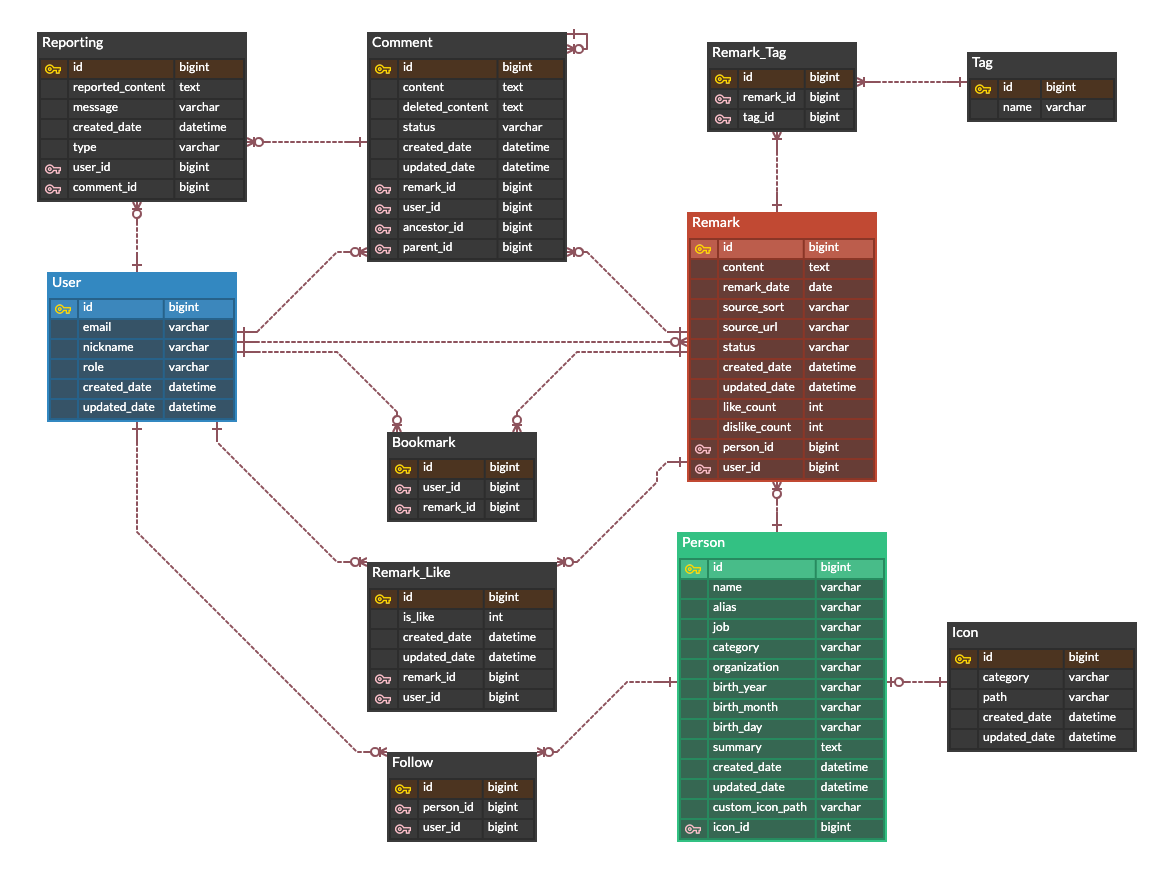 Reporting
id bigint
reported_content text
message varchar
created_date datetime
type varchar
user_id bigint
comment_id bigint
Comment
id bigint
content text
deleted_content text
status varchar
created_date datetime
updated_date datetime
remark_id bigint
user_id bigint
ancestor_id bigint
parent_id bigint
Remark_Tag
id bigint
remark_id bigint
tag_id bigint
Tag
id bigint
name varchar
User
id bigint
email varchar
nickname varchar
role varchar
created_date datetime
updated_date datetime
Remark
id bigint
content text
remark_date date
source_sort varchar
source_url varchar
status varchar
created_date datetime
updated_date datetime
like_count int
dislike_count int
person_id bigint
user_id bigint
Bookmark
id bigint
user_id bigint
remark_id bigint
Remark_Like
id bigint
is_like int
created_date datetime
updated_date datetime
remark_id bigint
user_id bigint
Person
id bigint
name varchar
alias varchar
job varchar
category varchar
organization varchar
birth_year varchar
birth_month varchar
birth_day varchar
summary text
created_date datetime
updated_date datetime
custom_icon_path varchar
icon_id bigint
Icon
id bigint
category varchar
path varchar
created_date datetime
updated_date datetime
Follow
id bigint
person_id bigint
user_id bigint